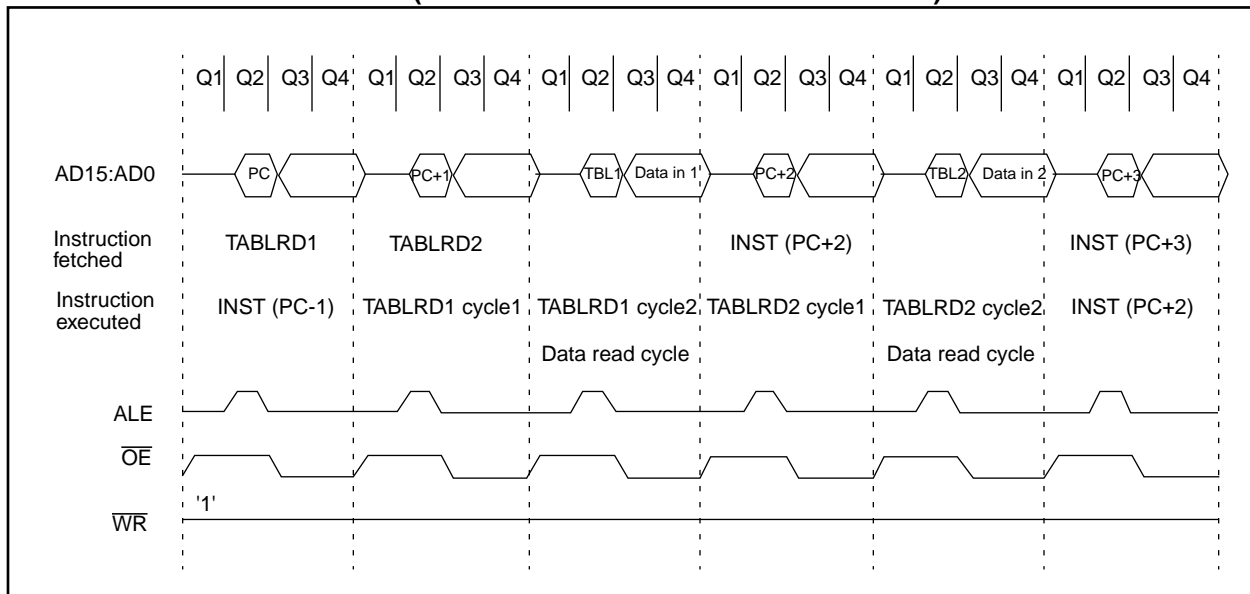 Q1 Q2 Q3 Q4 Q1 Q2 Q3 Q4 Q1 Q2 Q3 Q4 Q1 Q2 Q3 Q4 Q1 Q2 Q3 Q4 Q1 Q2 Q3 Q4
AD15:AD0 PC PC+1 TBL1 Data in 1 PC+2 TBL2 Data in 2 PC+3
Instruction
fetched
TABLRD1 TABLRD2 INST (PC+2) INST (PC+3)
Instruction
executed
INST (PC-1) TABLRD1 cycle1 TABLRD1 cycle2 TABLRD2 cycle1 TABLRD2 cycle2 INST (PC+2)
Data read cycle Data read cycle
ALE
OE
'1'
WR